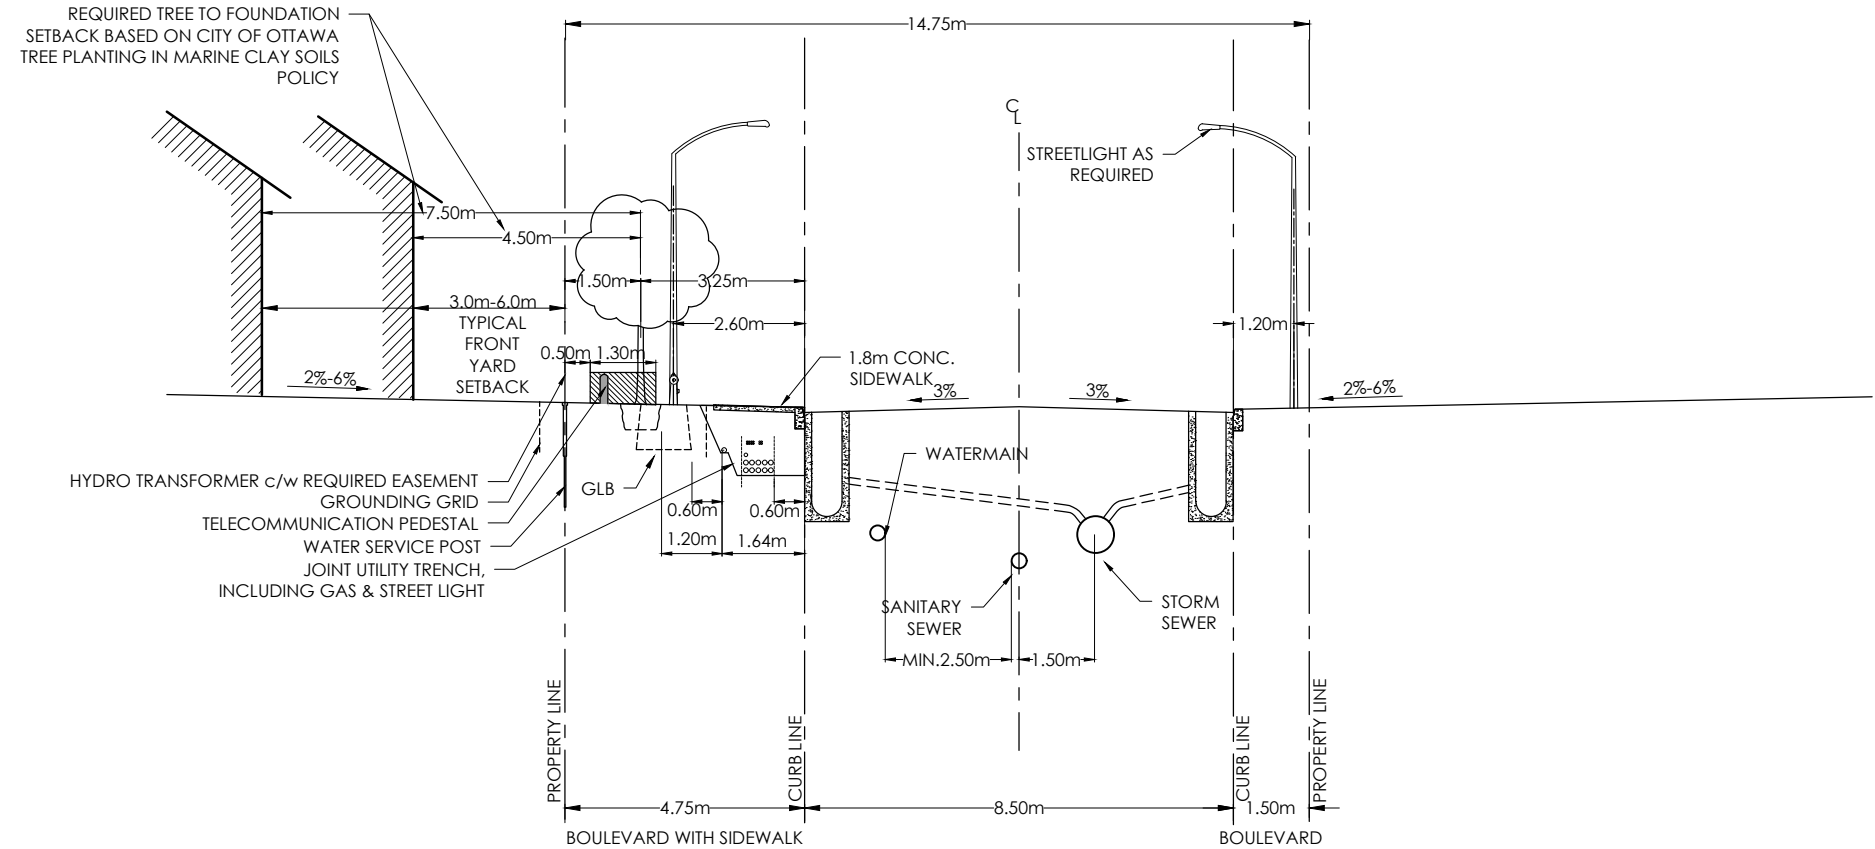 REQUIRED TREE TO FOUNDATION
SETBACK BASED ON CITY OF OTTAWA
TREE PLANTING IN MARINE CLAY SOILS
POLICY
14.75m
C
L
STREETLIGHT AS
REQUIRED
7.50m
4.50m
1.50m
3.25m
3.0m-6.0m
TYPICAL
FRONT
YARD
SETBACK
2.60m
1.20m
0.50m
1.30m
1.8m CONC.
SIDEWALK
2%-6%
3%
3%
2%-6%
HYDRO TRANSFORMER c/w REQUIRED EASEMENT
GROUNDING GRID
TELECOMMUNICATION PEDESTAL
WATER SERVICE POST
JOINT UTILITY TRENCH,
INCLUDING GAS & STREET LIGHT
GLB
0.60m
0.60m
1.20m
1.64m
WATERMAIN
SANITARY
SEWER
STORM
SEWER
MIN.2.50m
1.50m
PROPERTY LINE
CURB LINE
CURB LINE
PROPERTY LINE
4.75m
8.50m
1.50m
BOULEVARD WITH SIDEWALK
BOULEVARD